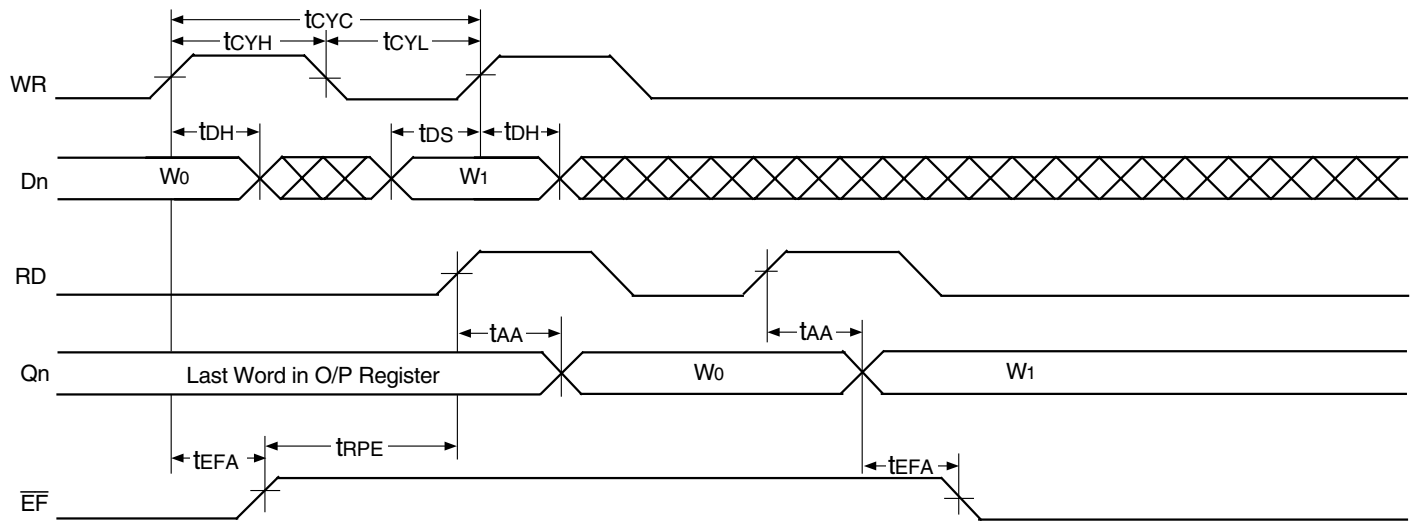 tCYC
tCYH tCYL
WR
tDH tDS tDH
Dn W0 W1
RD
tAA tAA
Qn Last Word in O/P Register W0 W1
tEFA tRPE tEFA
EF